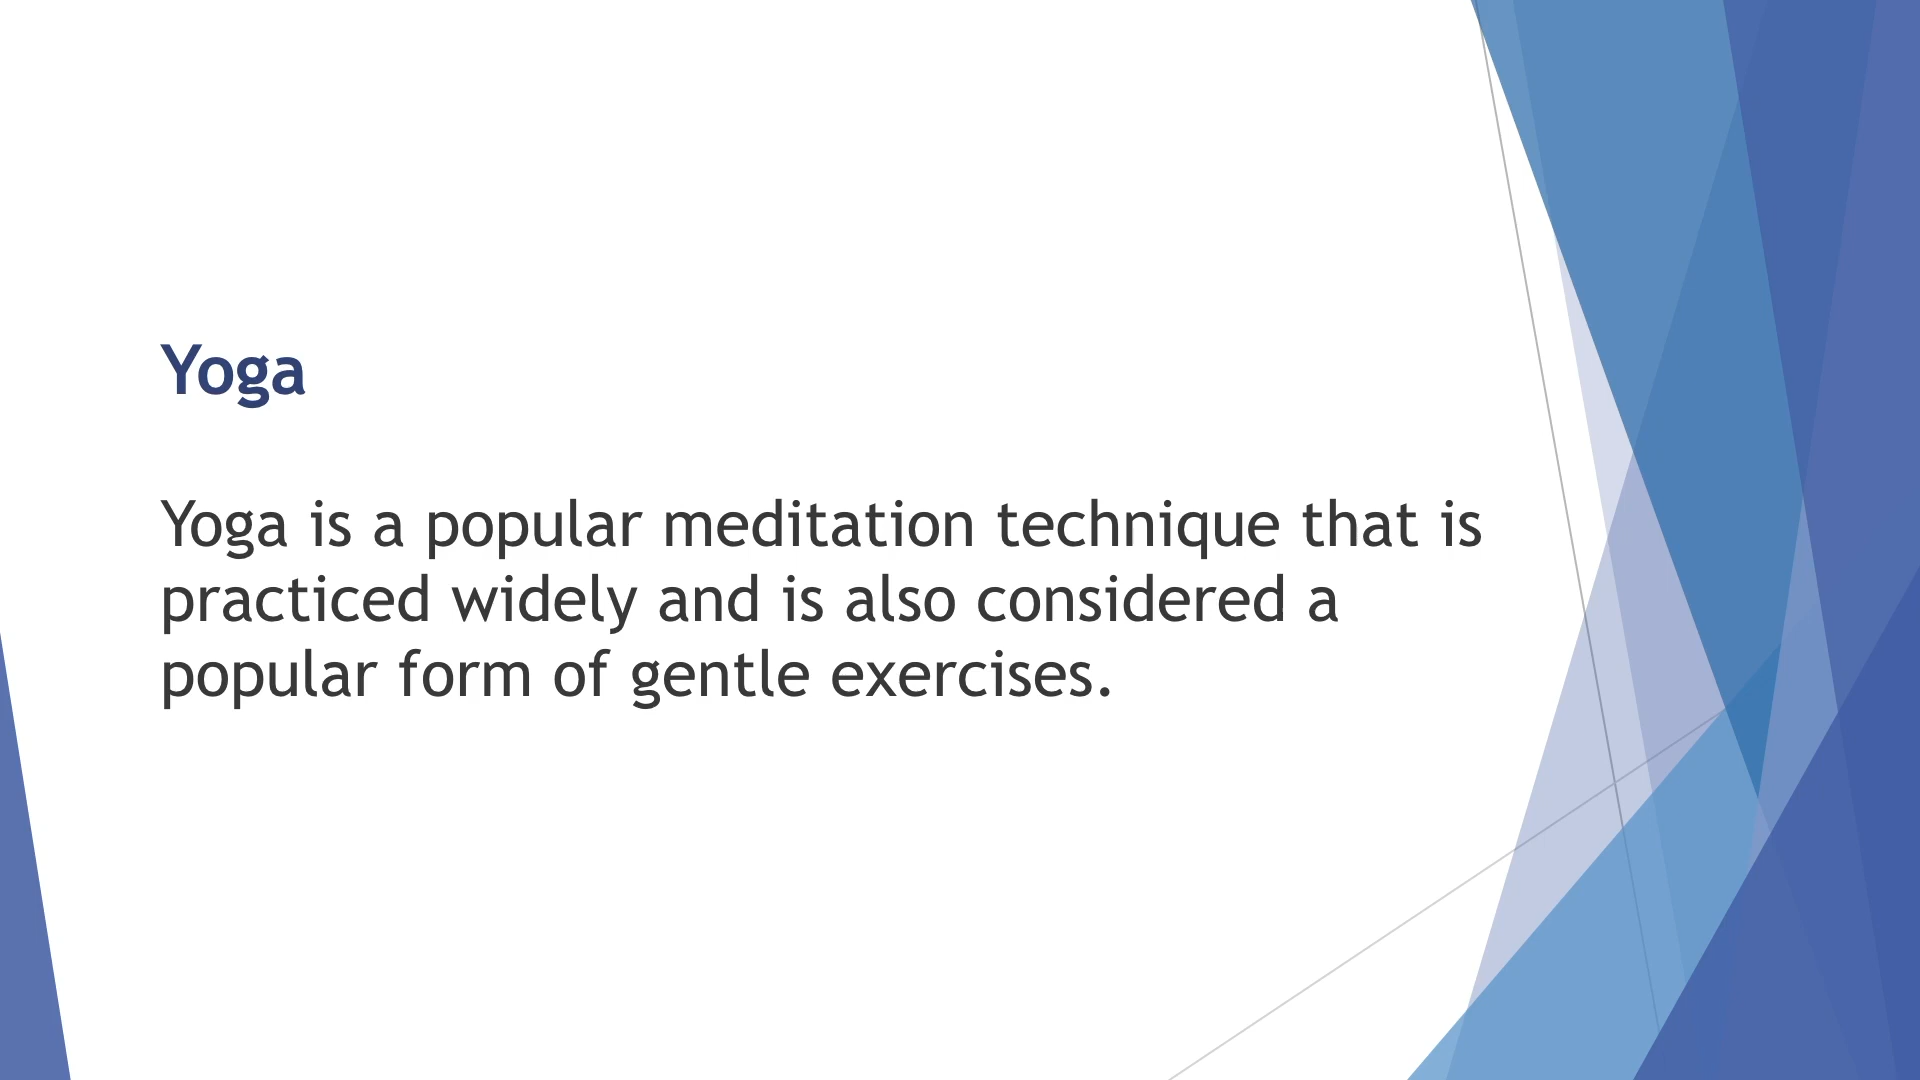 Yoga
Yoga is a popular meditation technique that is
practiced widely and is also considered a
popular form of gentle exercises.